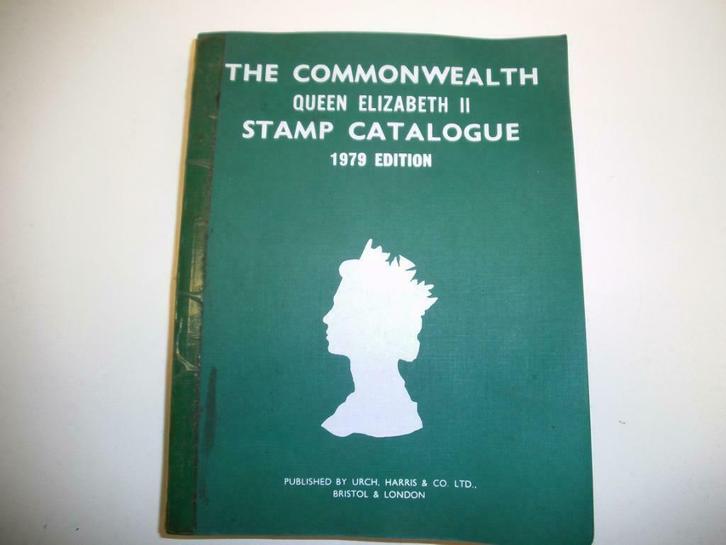 THE COMMONWEALTH
QUEEN ELIZABETH II
STAMP CATALOGUE
1979 EDITION
PUBLISHED BY URCH, HARRIS & CO. LTD.,
BRISTOL & LONDON